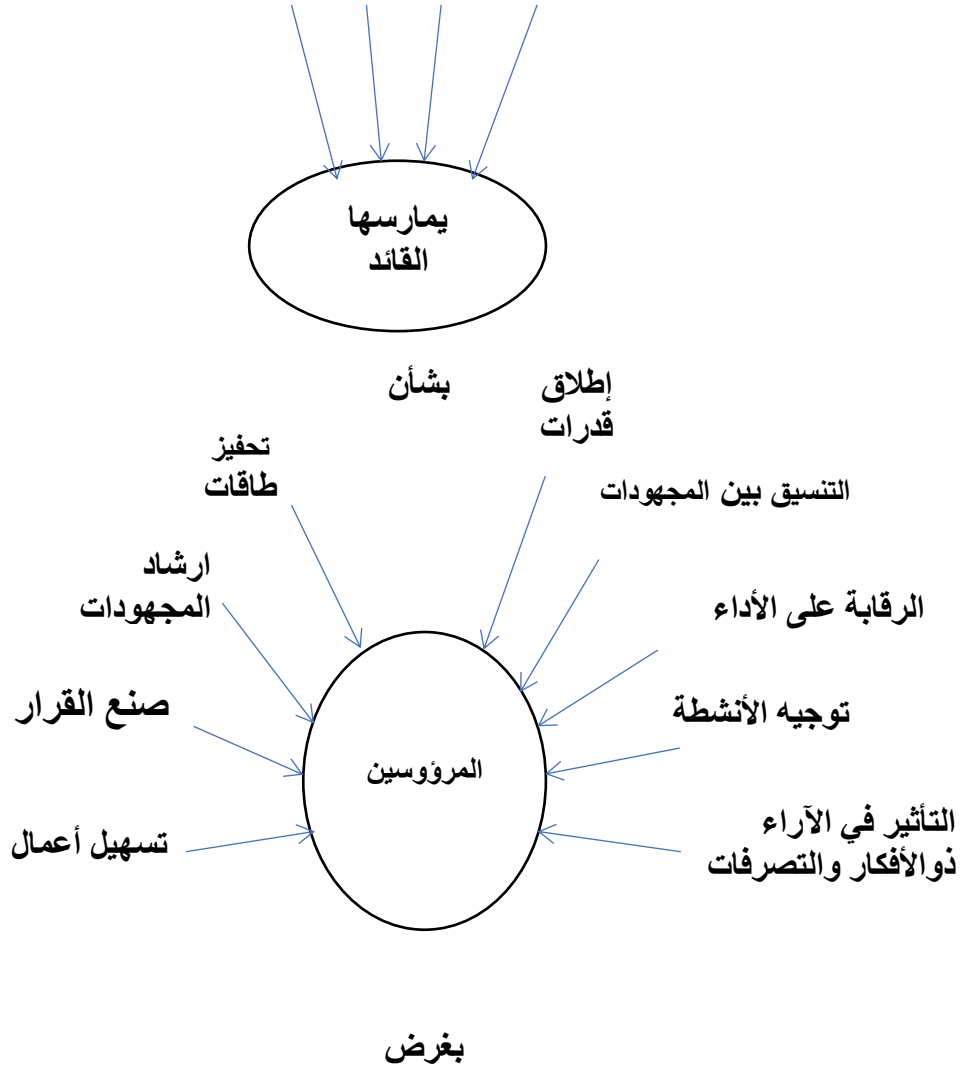 يمارسها
القائد
بشأن
إطلاق
قدرات
تحفيز
طاقات
التنسيق بين المجهودات
ارشاد
المجهودات
الرقابة على الأداء
صنع القرار
توجيه الأنشطة
المرؤوسين
تسهيل أعمال
التأثير في الآراء
ذوالأفكار والتصرفات
بغرض